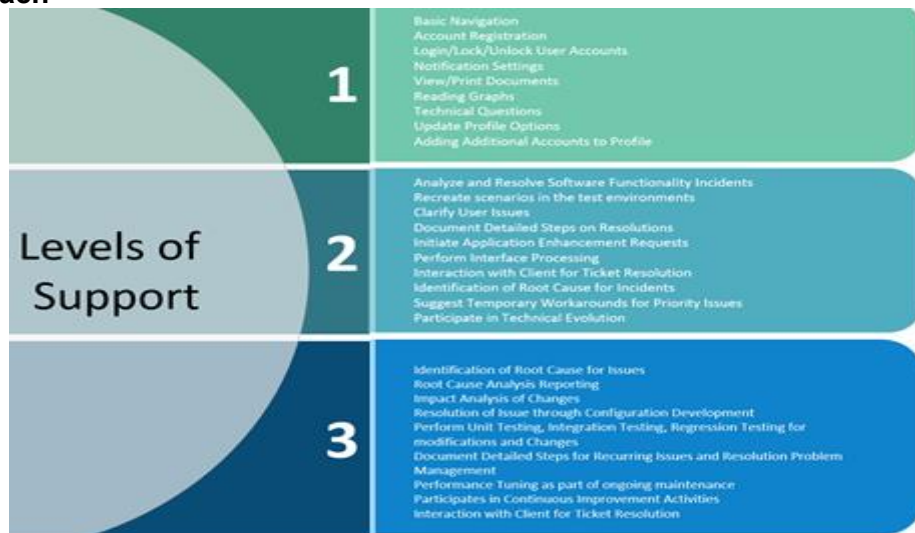 Levels of
Support
1
Basic Navigation
Account Registration
Login/Lock/Unlock User Accounts
Notification Settings
View/Print Documents
Reading Graphs
Technical Questions
Update Profile Options
Adding Additional Accounts to Profile
2
Analyze and Resolve Software Functionality Incidents
Recreate scenarios in the test environments
Clarify User Issues
Document Detailed Steps on Resolutions
Initiate Application Enhancement Requests
Perform Interface Processing
Interaction with Client for Ticket Resolution
Identification of Root Cause for Incidents
Suggest Temporary Workarounds for Priority Issues
Participate in Technical Evolution
3
Identification of Root Cause for Issues
Root Cause Analysis Reporting
Impact Analysis of Changes
Resolution of Issue through Configuration Development
Perform Unit Testing, Integration Testing, Regression Testing for
modifications and Changes
Document Detailed Steps for Recurring Issues and Resolution Problem
Management
Performance Tuning as part of ongoing maintenance
Participates in Continuous Improvement Activities
Interaction with Client for Ticket Resolution